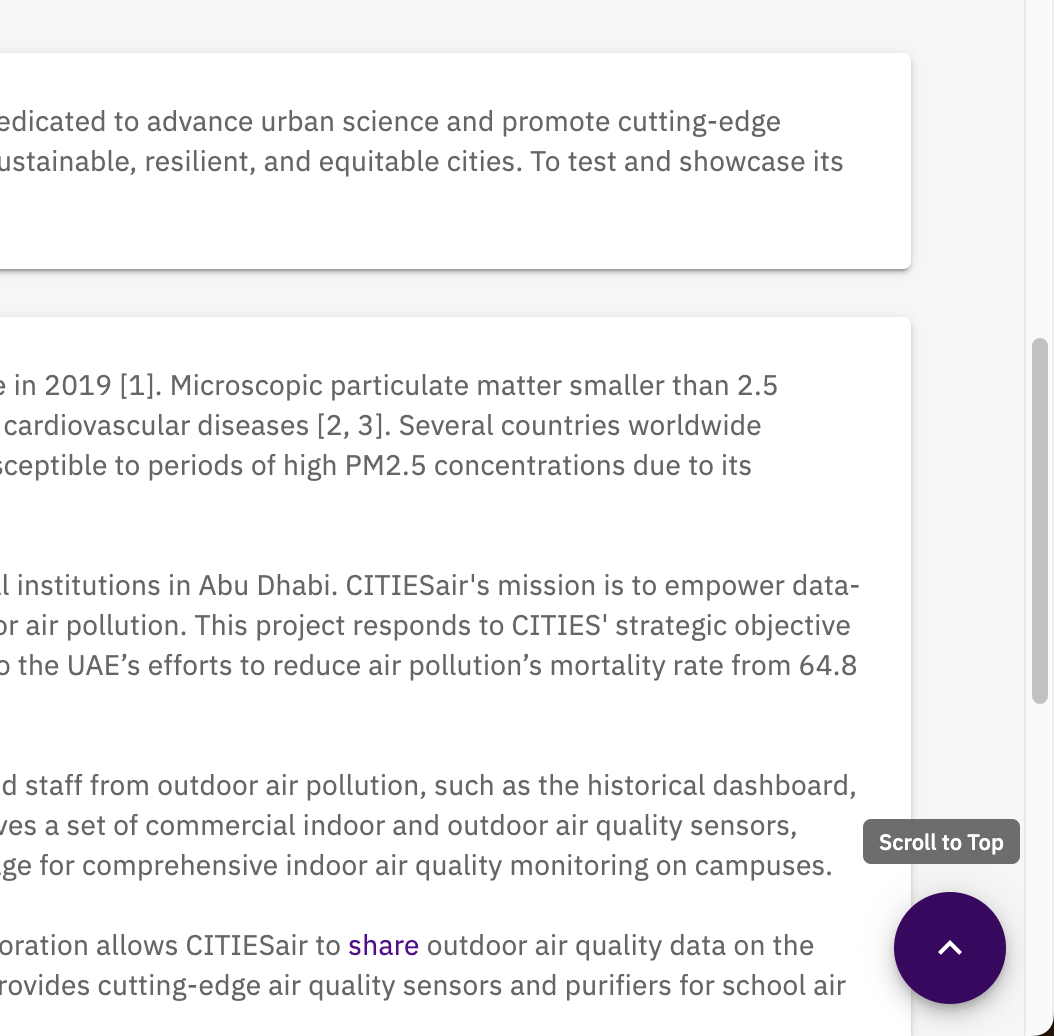 edicated to advance urban science and promote cutting-edge
ustainable, resilient, and equitable cities. To test and showcase its
e in 2019 [1]. Microscopic particulate matter smaller than 2.5
cardiovascular diseases [2, 3]. Several countries worldwide
sceptible to periods of high PM2.5 concentrations due to its
l institutions in Abu Dhabi. CITIESair's mission is to empower data-
or air pollution. This project responds to CITIES' strategic objective
o the UAE’s efforts to reduce air pollution’s mortality rate from 64.8
d staff from outdoor air pollution, such as the historical dashboard,
ves a set of commercial indoor and outdoor air quality sensors,
Scroll to Top
ge for comprehensive indoor air quality monitoring on campuses.
oration allows CITIESair to share outdoor air quality data on the
rovides cutting-edge air quality sensors and purifiers for school air